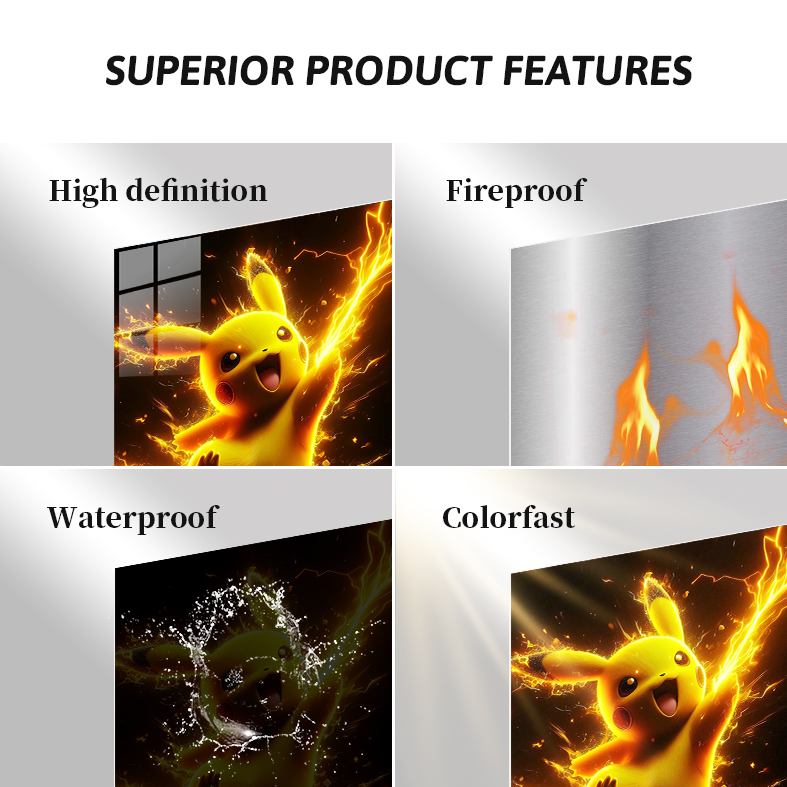 SUPERIOR PRODUCT FEATURES
High definition
Fireproof
Waterproof
Colorfast